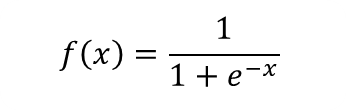 f(x) = 1 / (1 + e^{-x})